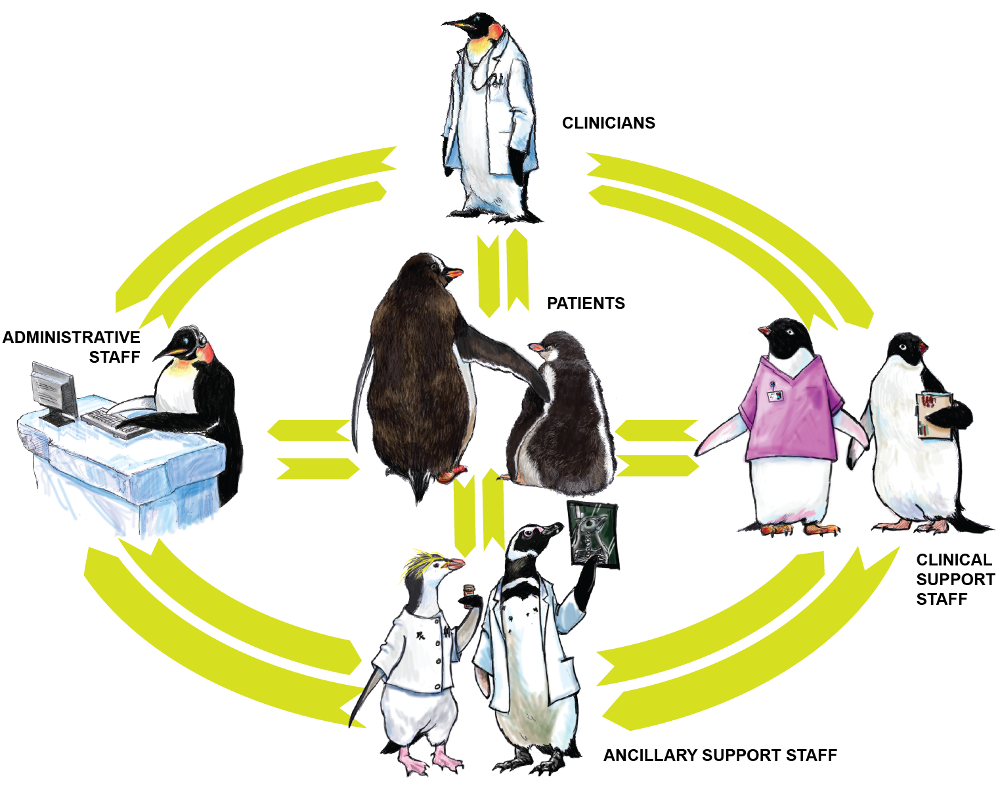 CLINICIANS
PATIENTS
ADMINISTRATIVE
STAFF
CLINICAL
SUPPORT
STAFF
ANCILLARY SUPPORT STAFF